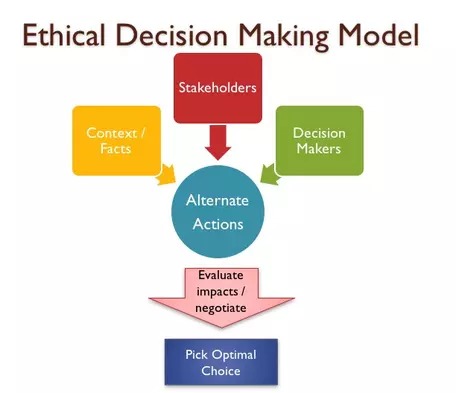 Ethical Decision Making Model
Stakeholders
Context /
Facts
Decision
Makers
Alternate
Actions
Evaluate
impacts /
negotiate
Pick Optimal
Choice